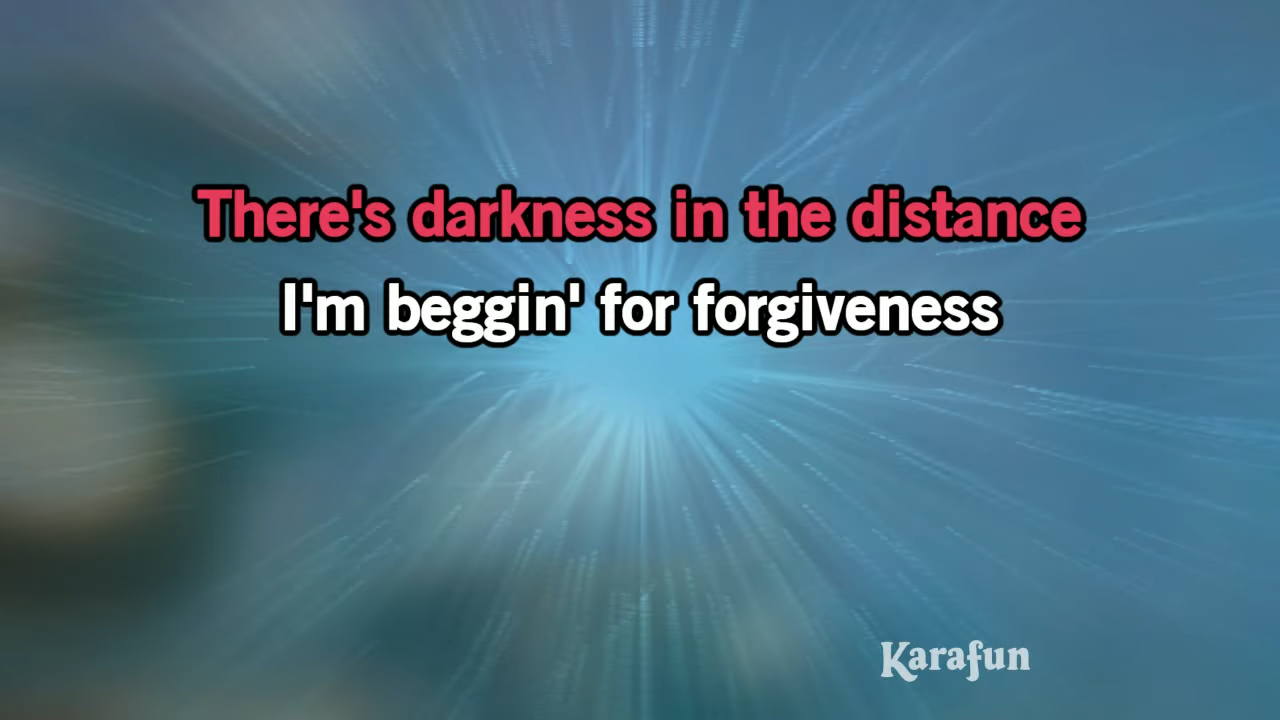 There's darkness in the distance
I'm beggin' for forgiveness
Karafun